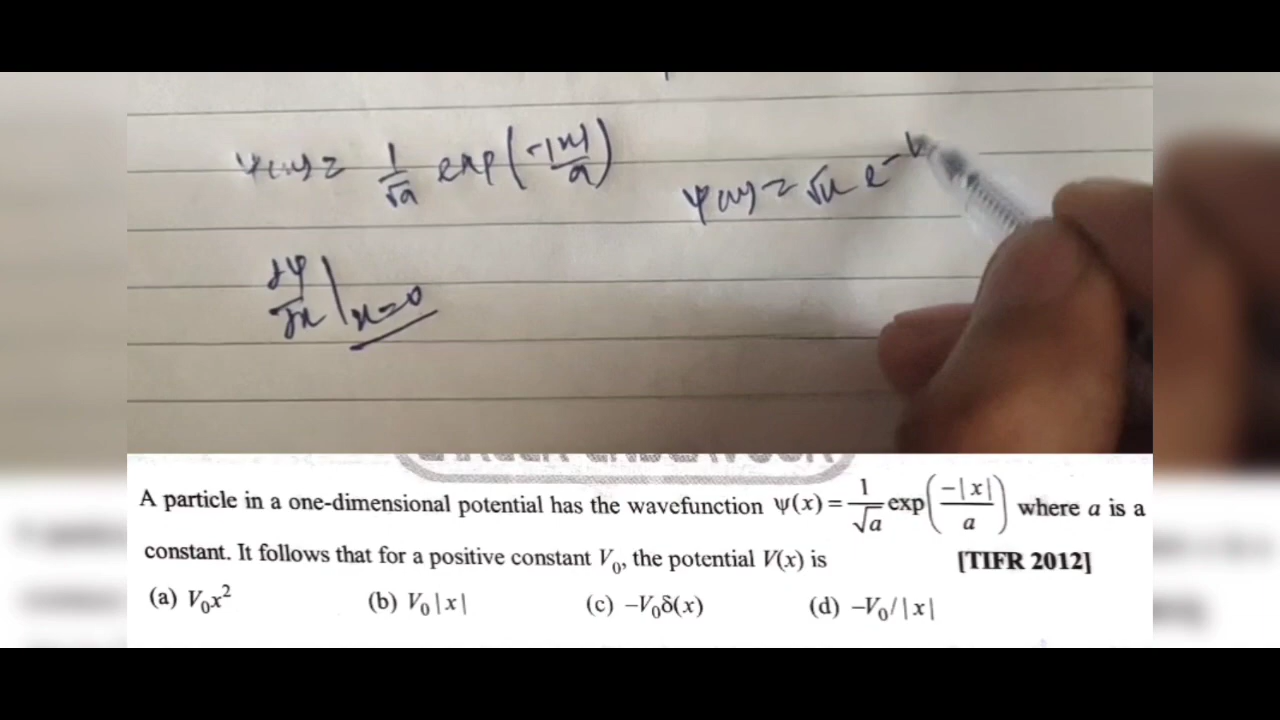 ψ(x) = 1/√a exp(-|x|/a)
ψ(x) = √k e^-k
dψ/dx |x=0
A particle in a one-dimensional potential has the wavefunction ψ(x) = 1/√a exp(-|x|/a) where a is a
constant. It follows that for a positive constant V₀, the potential V(x) is [TIFR 2012]
(a) V₀x² (b) V₀|x| (c) –V₀δ(x) (d) –V₀/|x|